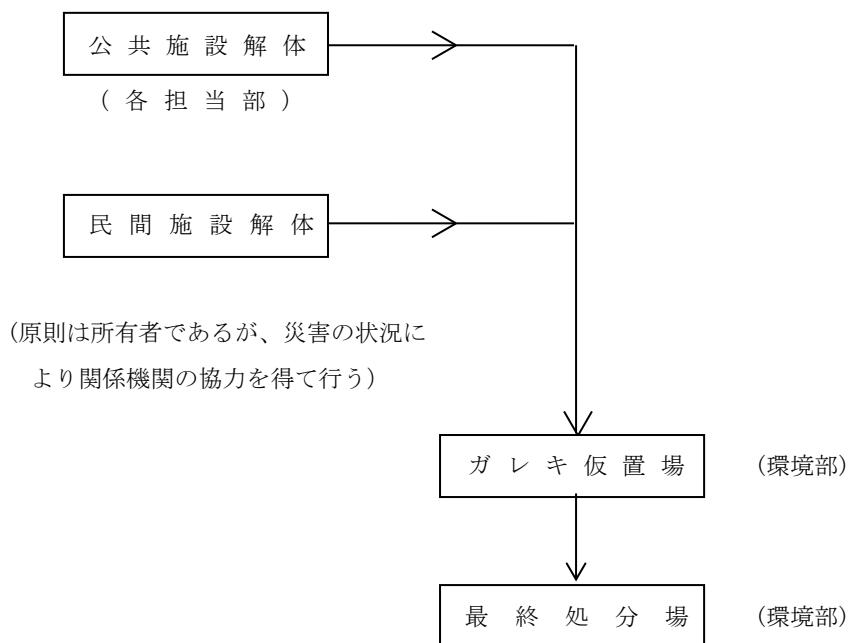 公共施設解体
(各担当部)
民間施設解体
(原則は所有者であるが、災害の状況に
より関係機関の協力を得て行う)
ガレキ仮置場 (環境部)
最終処分場 (環境部)